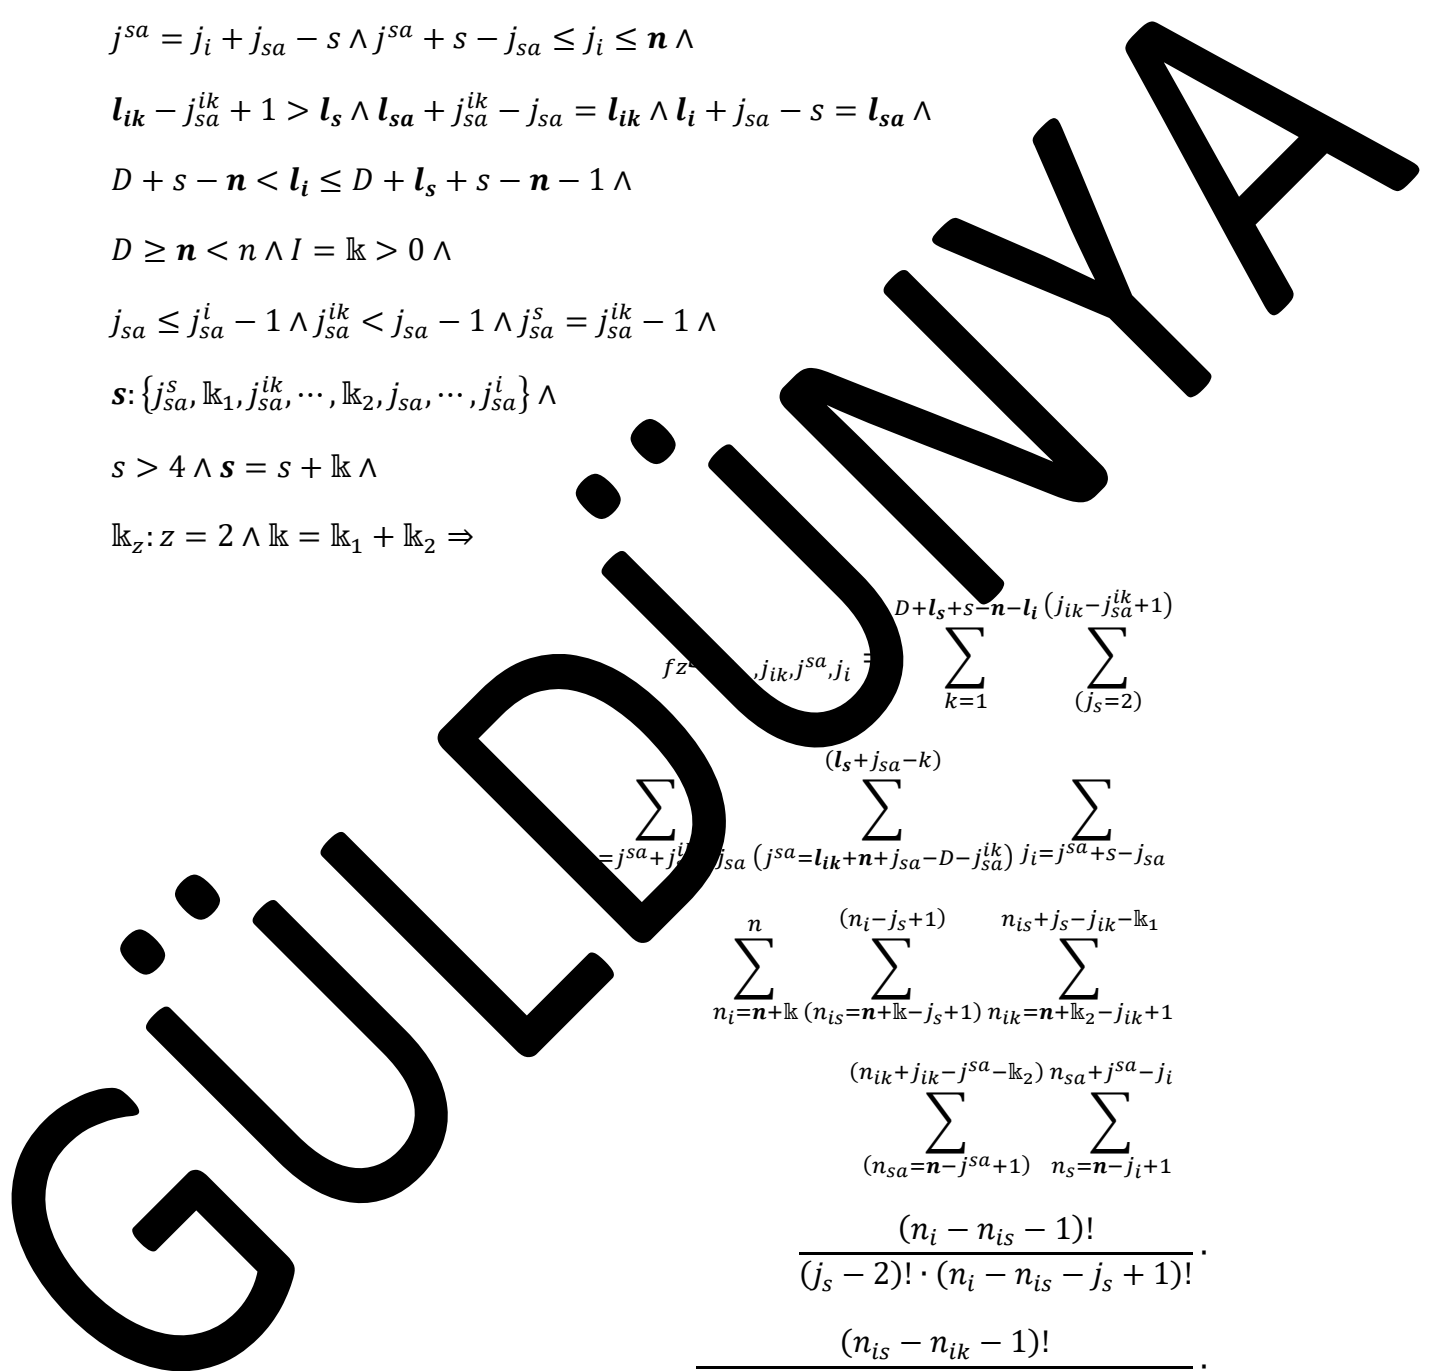 j^{sa} = j_i + j_{sa} − s ∧ j^{sa} + s − j_{sa} ≤ j_i ≤ 𝒏 ∧
𝒍_{𝒊𝒌} − j_{sa}^{ik} + 1 > 𝒍_𝒔 ∧ 𝒍_{𝒔𝒂} + j_{sa}^{ik} − j_{sa} = 𝒍_{𝒊𝒌} ∧ 𝒍_𝒊 + j_{sa} − s = 𝒍_{𝒔𝒂} ∧
D + s − 𝒏 < 𝒍_𝒊 ≤ D + 𝒍_𝒔 + s − 𝒏 − 1 ∧
D ≥ 𝒏 < n ∧ I = 𝕜 > 0 ∧
j_{sa} ≤ j_{sa}^{i} − 1 ∧ j_{sa}^{ik} < j_{sa} − 1 ∧ j_{sa}^{s} = j_{sa}^{ik} − 1 ∧
𝒔: {j_{sa}^{s}, 𝕜_1, j_{sa}^{ik}, ⋯ , 𝕜_2, j_{sa}, ⋯ , j_{sa}^{i}} ∧
s > 4 ∧ 𝒔 = s + 𝕜 ∧
𝕜_z: z = 2 ∧ 𝕜 = 𝕜_1 + 𝕜_2 ⇒
D+𝒍_𝒔+s−𝒏−𝒍_𝒊 (j_{ik}−j_{sa}^{ik}+1)
fz ,j_{ik},j^{sa},j_i = ∑ ∑
k=1 (j_s=2)
(𝒍_𝒔+j_{sa}−k)
∑ ∑ ∑
=j^{sa}+j j_{sa} (j^{sa}=𝒍_{𝒊𝒌}+𝒏+j_{sa}−D−j_{sa}^{ik}) j_i=j^{sa}+s−j_{sa}
n (n_i−j_s+1) n_{is}+j_s−j_{ik}−𝕜_1
∑ ∑ ∑
n_i=𝒏+𝕜 (n_{is}=𝒏+𝕜−j_s+1) n_{ik}=𝒏+𝕜_2−j_{ik}+1
(n_{ik}+j_{ik}−j^{sa}−𝕜_2) n_{sa}+j^{sa}−j_i
∑ ∑
(n_{sa}=𝒏−j^{sa}+1) n_s=𝒏−j_i+1
(n_i − n_{is} − 1)!
(j_s − 2)! · (n_i − n_{is} − j_s + 1)! ·
(n_{is} − n_{ik} − 1)! ·
GÜLDÜNYA